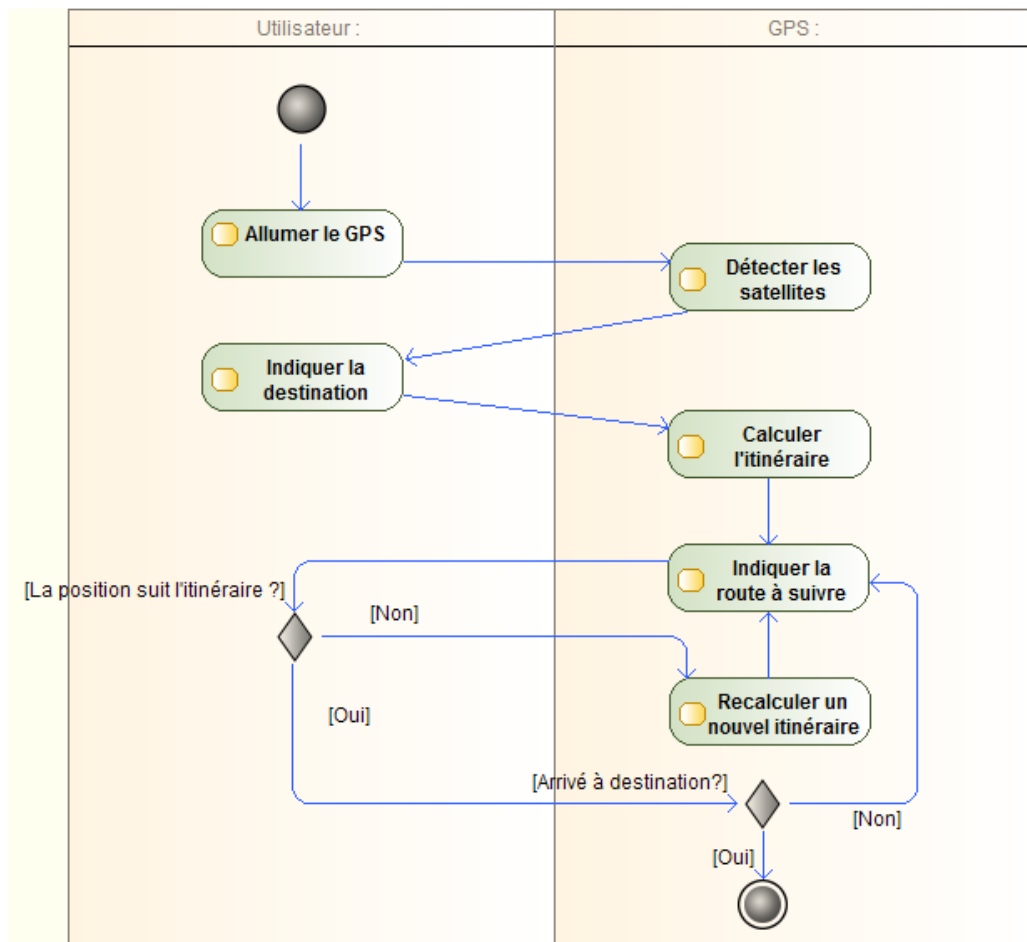 Utilisateur :
GPS :
Allumer le GPS
Détecter les
satellites
Indiquer la
destination
Calculer
l'itinéraire
Indiquer la
route à suivre
[La position suit l'itinéraire ?]
[Non]
Recalculer un
nouvel itinéraire
[Oui]
[Arrivé à destination?]
[Non]
[Oui]